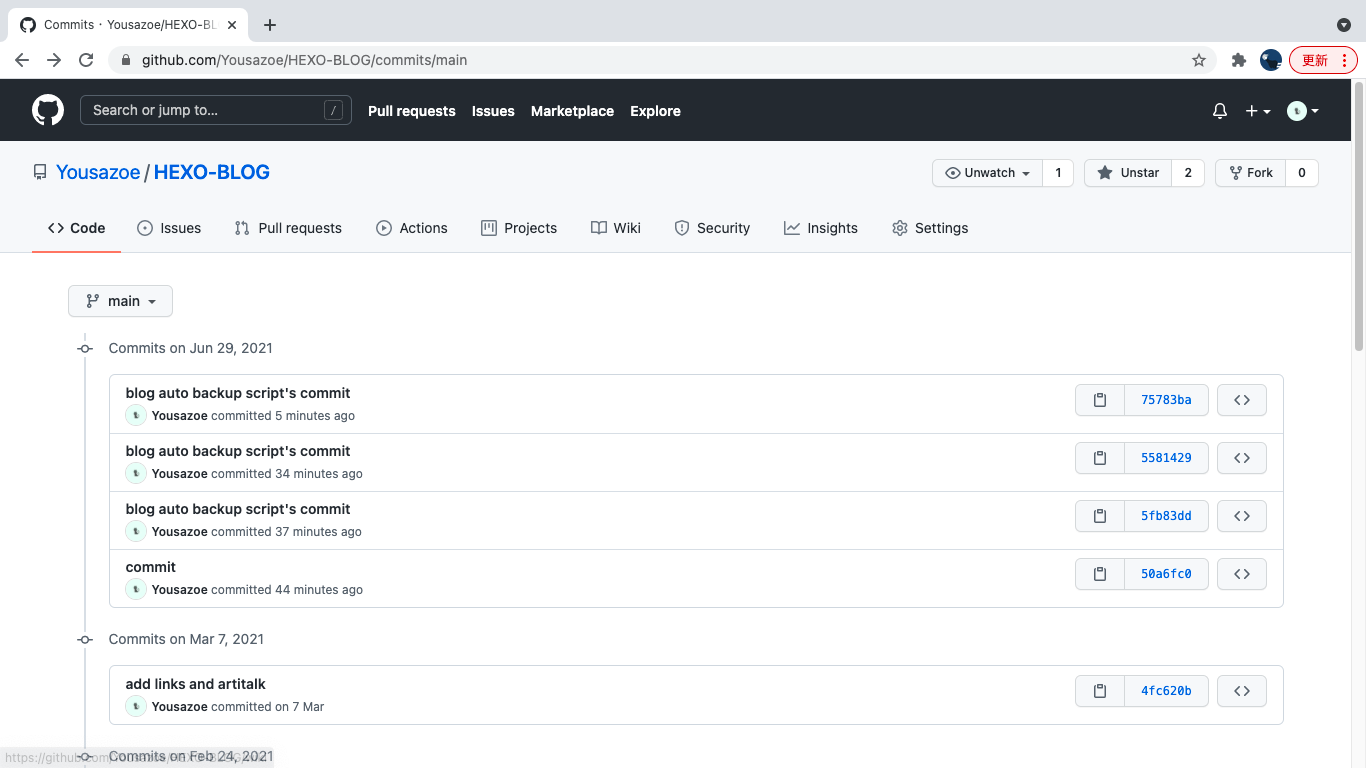 Commits · Yousazoe/HEXO-BL
github.com/Yousazoe/HEXO-BLOG/commits/main
更新
Search or jump to...
/
Pull requests
Issues
Marketplace
Explore
Yousazoe / HEXO-BLOG
Unwatch
1
Unstar
2
Fork
0
Code
Issues
Pull requests
Actions
Projects
Wiki
Security
Insights
Settings
main
Commits on Jun 29, 2021
blog auto backup script's commit
75783ba
Yousazoe committed 5 minutes ago
blog auto backup script's commit
5581429
Yousazoe committed 34 minutes ago
blog auto backup script's commit
5fb83dd
Yousazoe committed 37 minutes ago
commit
50a6fc0
Yousazoe committed 44 minutes ago
Commits on Mar 7, 2021
add links and artitalk
4fc620b
Yousazoe committed on 7 Mar
Commits on Feb 24, 2021